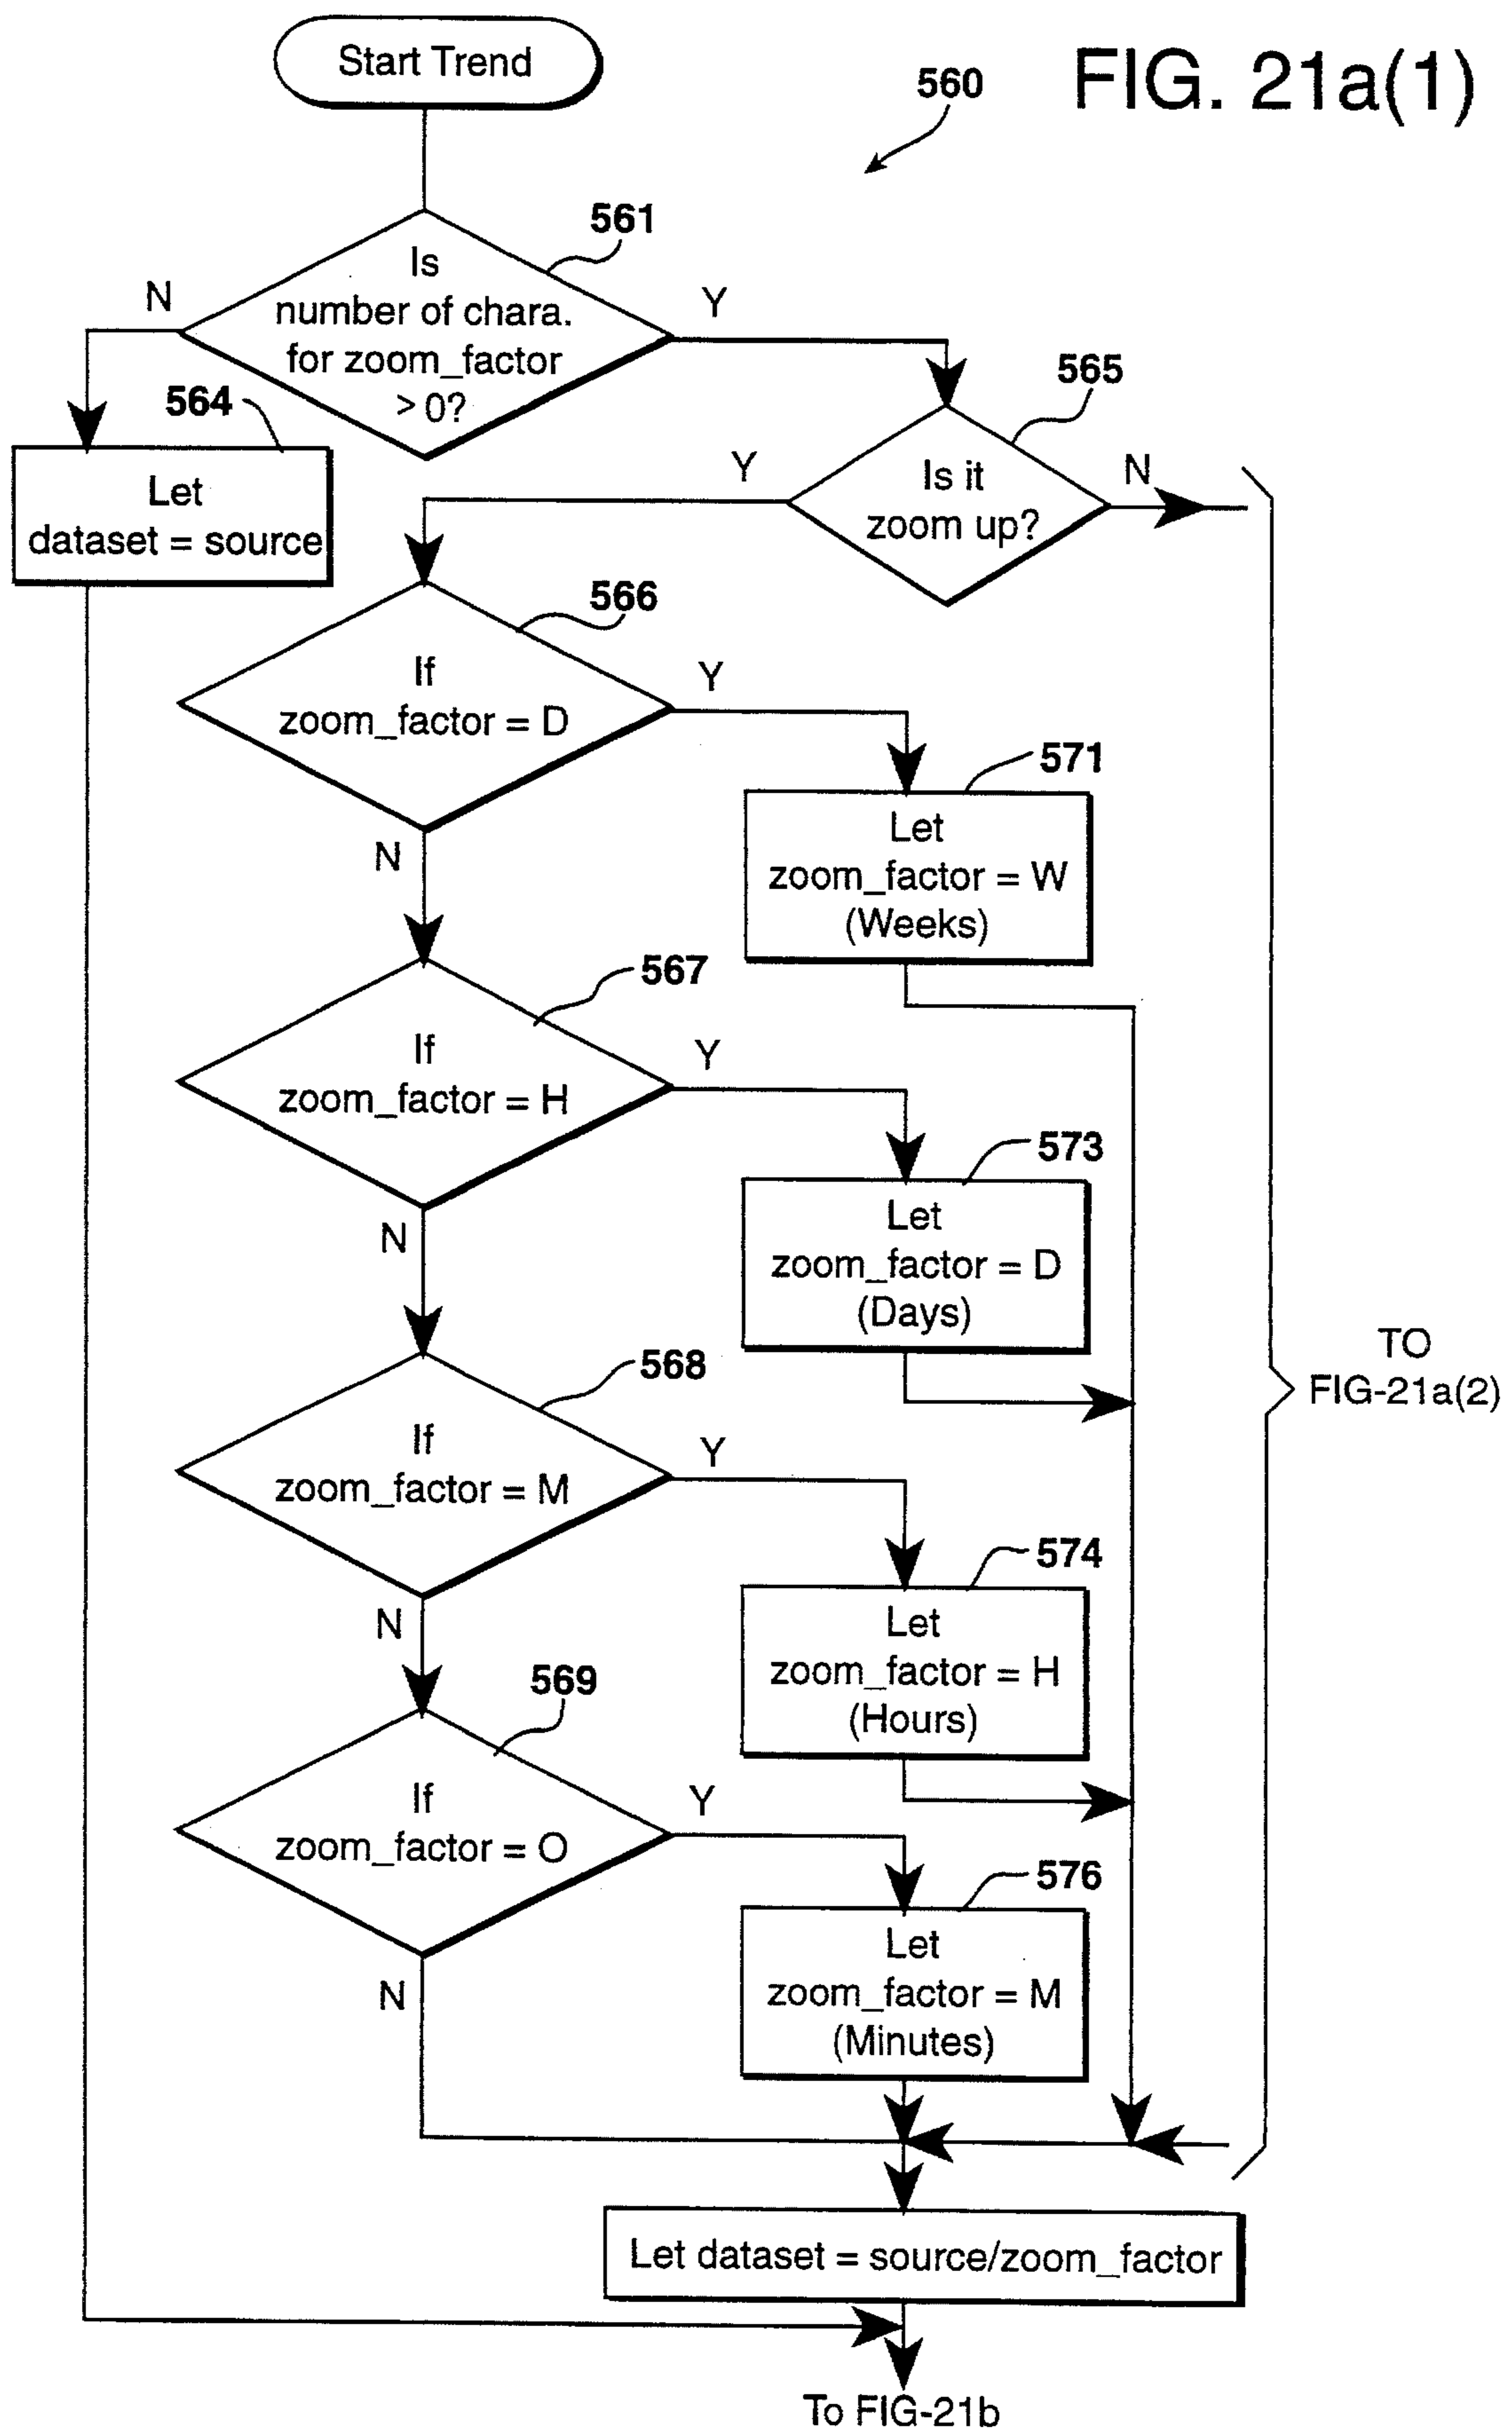 Start Trend
560
FIG. 21a(1)
561
Is
number of chara.
for zoom_factor
> 0?
N
Y
564
Let
dataset = source
565
Is it
zoom up?
Y
N
566
If
zoom_factor = D
Y
N
571
Let
zoom_factor = W
(Weeks)
567
If
zoom_factor = H
Y
N
573
Let
zoom_factor = D
(Days)
TO
FIG-21a(2)
568
If
zoom_factor = M
Y
N
574
Let
zoom_factor = H
(Hours)
569
If
zoom_factor = O
Y
N
576
Let
zoom_factor = M
(Minutes)
Let dataset = source/zoom_factor
To FIG-21b